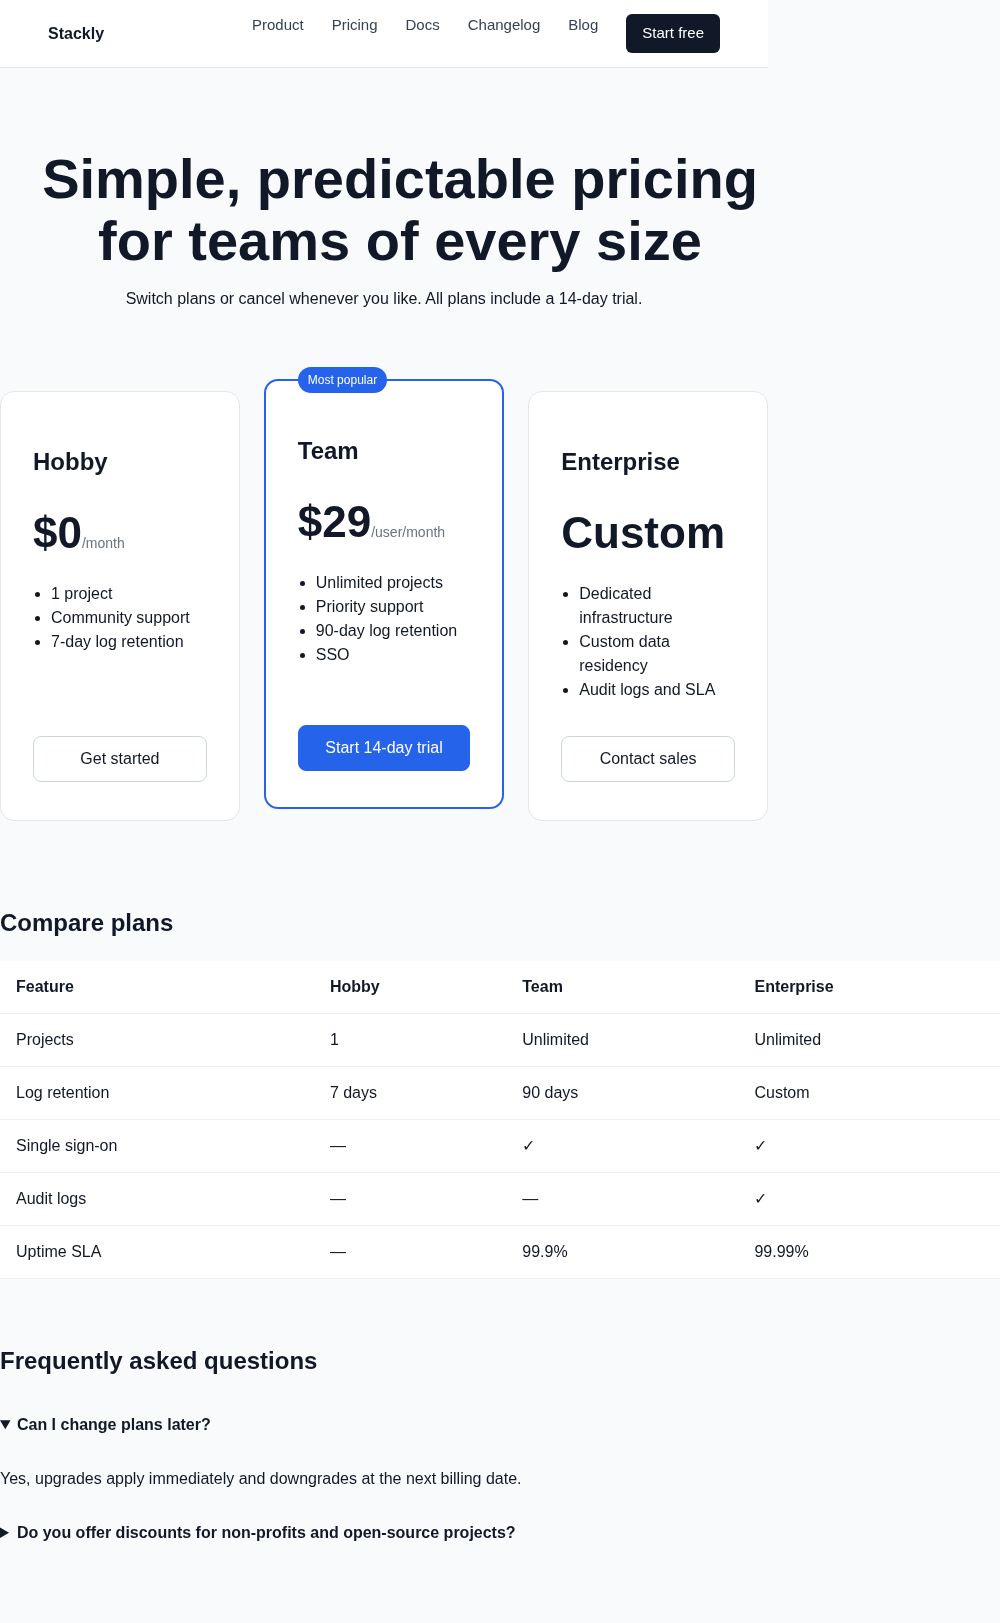 Stackly
Product Pricing Docs Changelog Blog Start free
Simple, predictable pricing
for teams of every size
Switch plans or cancel whenever you like. All plans include a 14-day trial.
Hobby
$0/month
1 project
Community support
7-day log retention
Get started
Most popular
Team
$29/user/month
Unlimited projects
Priority support
90-day log retention
SSO
Start 14-day trial
Enterprise
Custom
Dedicated
infrastructure
Custom data
residency
Audit logs and SLA
Contact sales
Compare plans
Feature Hobby Team Enterprise
Projects 1 Unlimited Unlimited
Log retention 7 days 90 days Custom
Single sign-on — ✓ ✓
Audit logs — — ✓
Uptime SLA — 99.9% 99.99%
Frequently asked questions
Can I change plans later?
Yes, upgrades apply immediately and downgrades at the next billing date.
Do you offer discounts for non-profits and open-source projects?